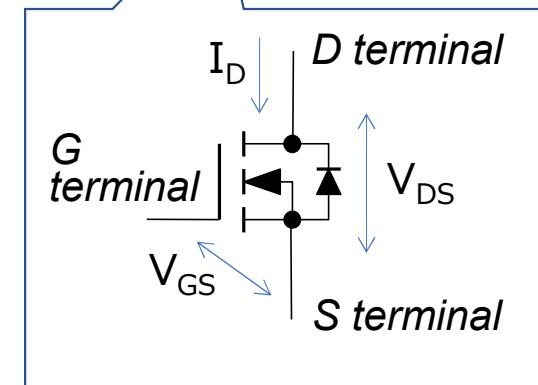 I_D
D terminal
G
terminal
V_DS
V_GS
S terminal